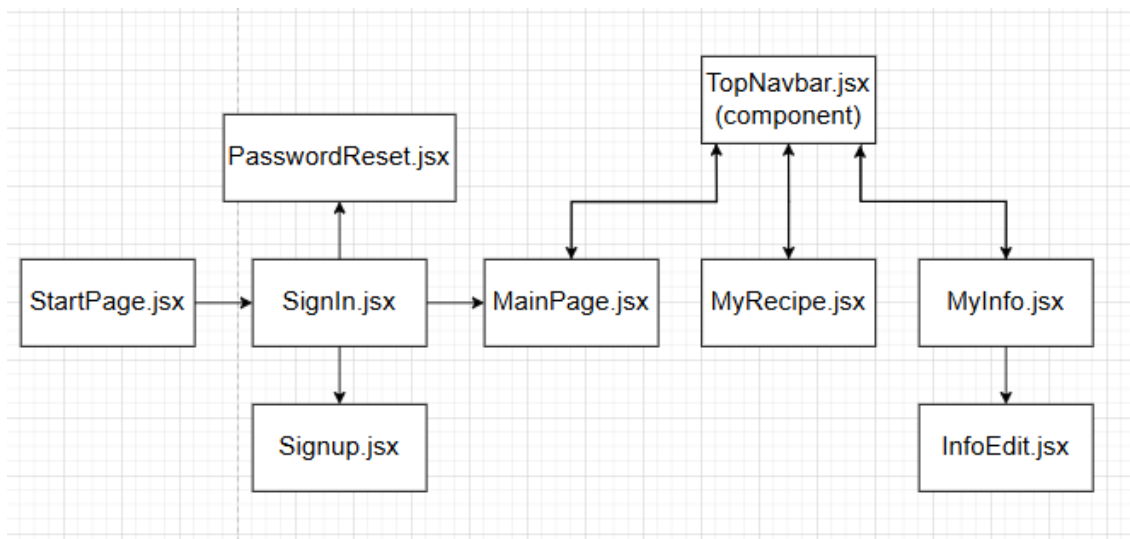 TopNavbar.jsx
(component)
PasswordReset.jsx
StartPage.jsx
SignIn.jsx
MainPage.jsx
MyRecipe.jsx
MyInfo.jsx
Signup.jsx
InfoEdit.jsx